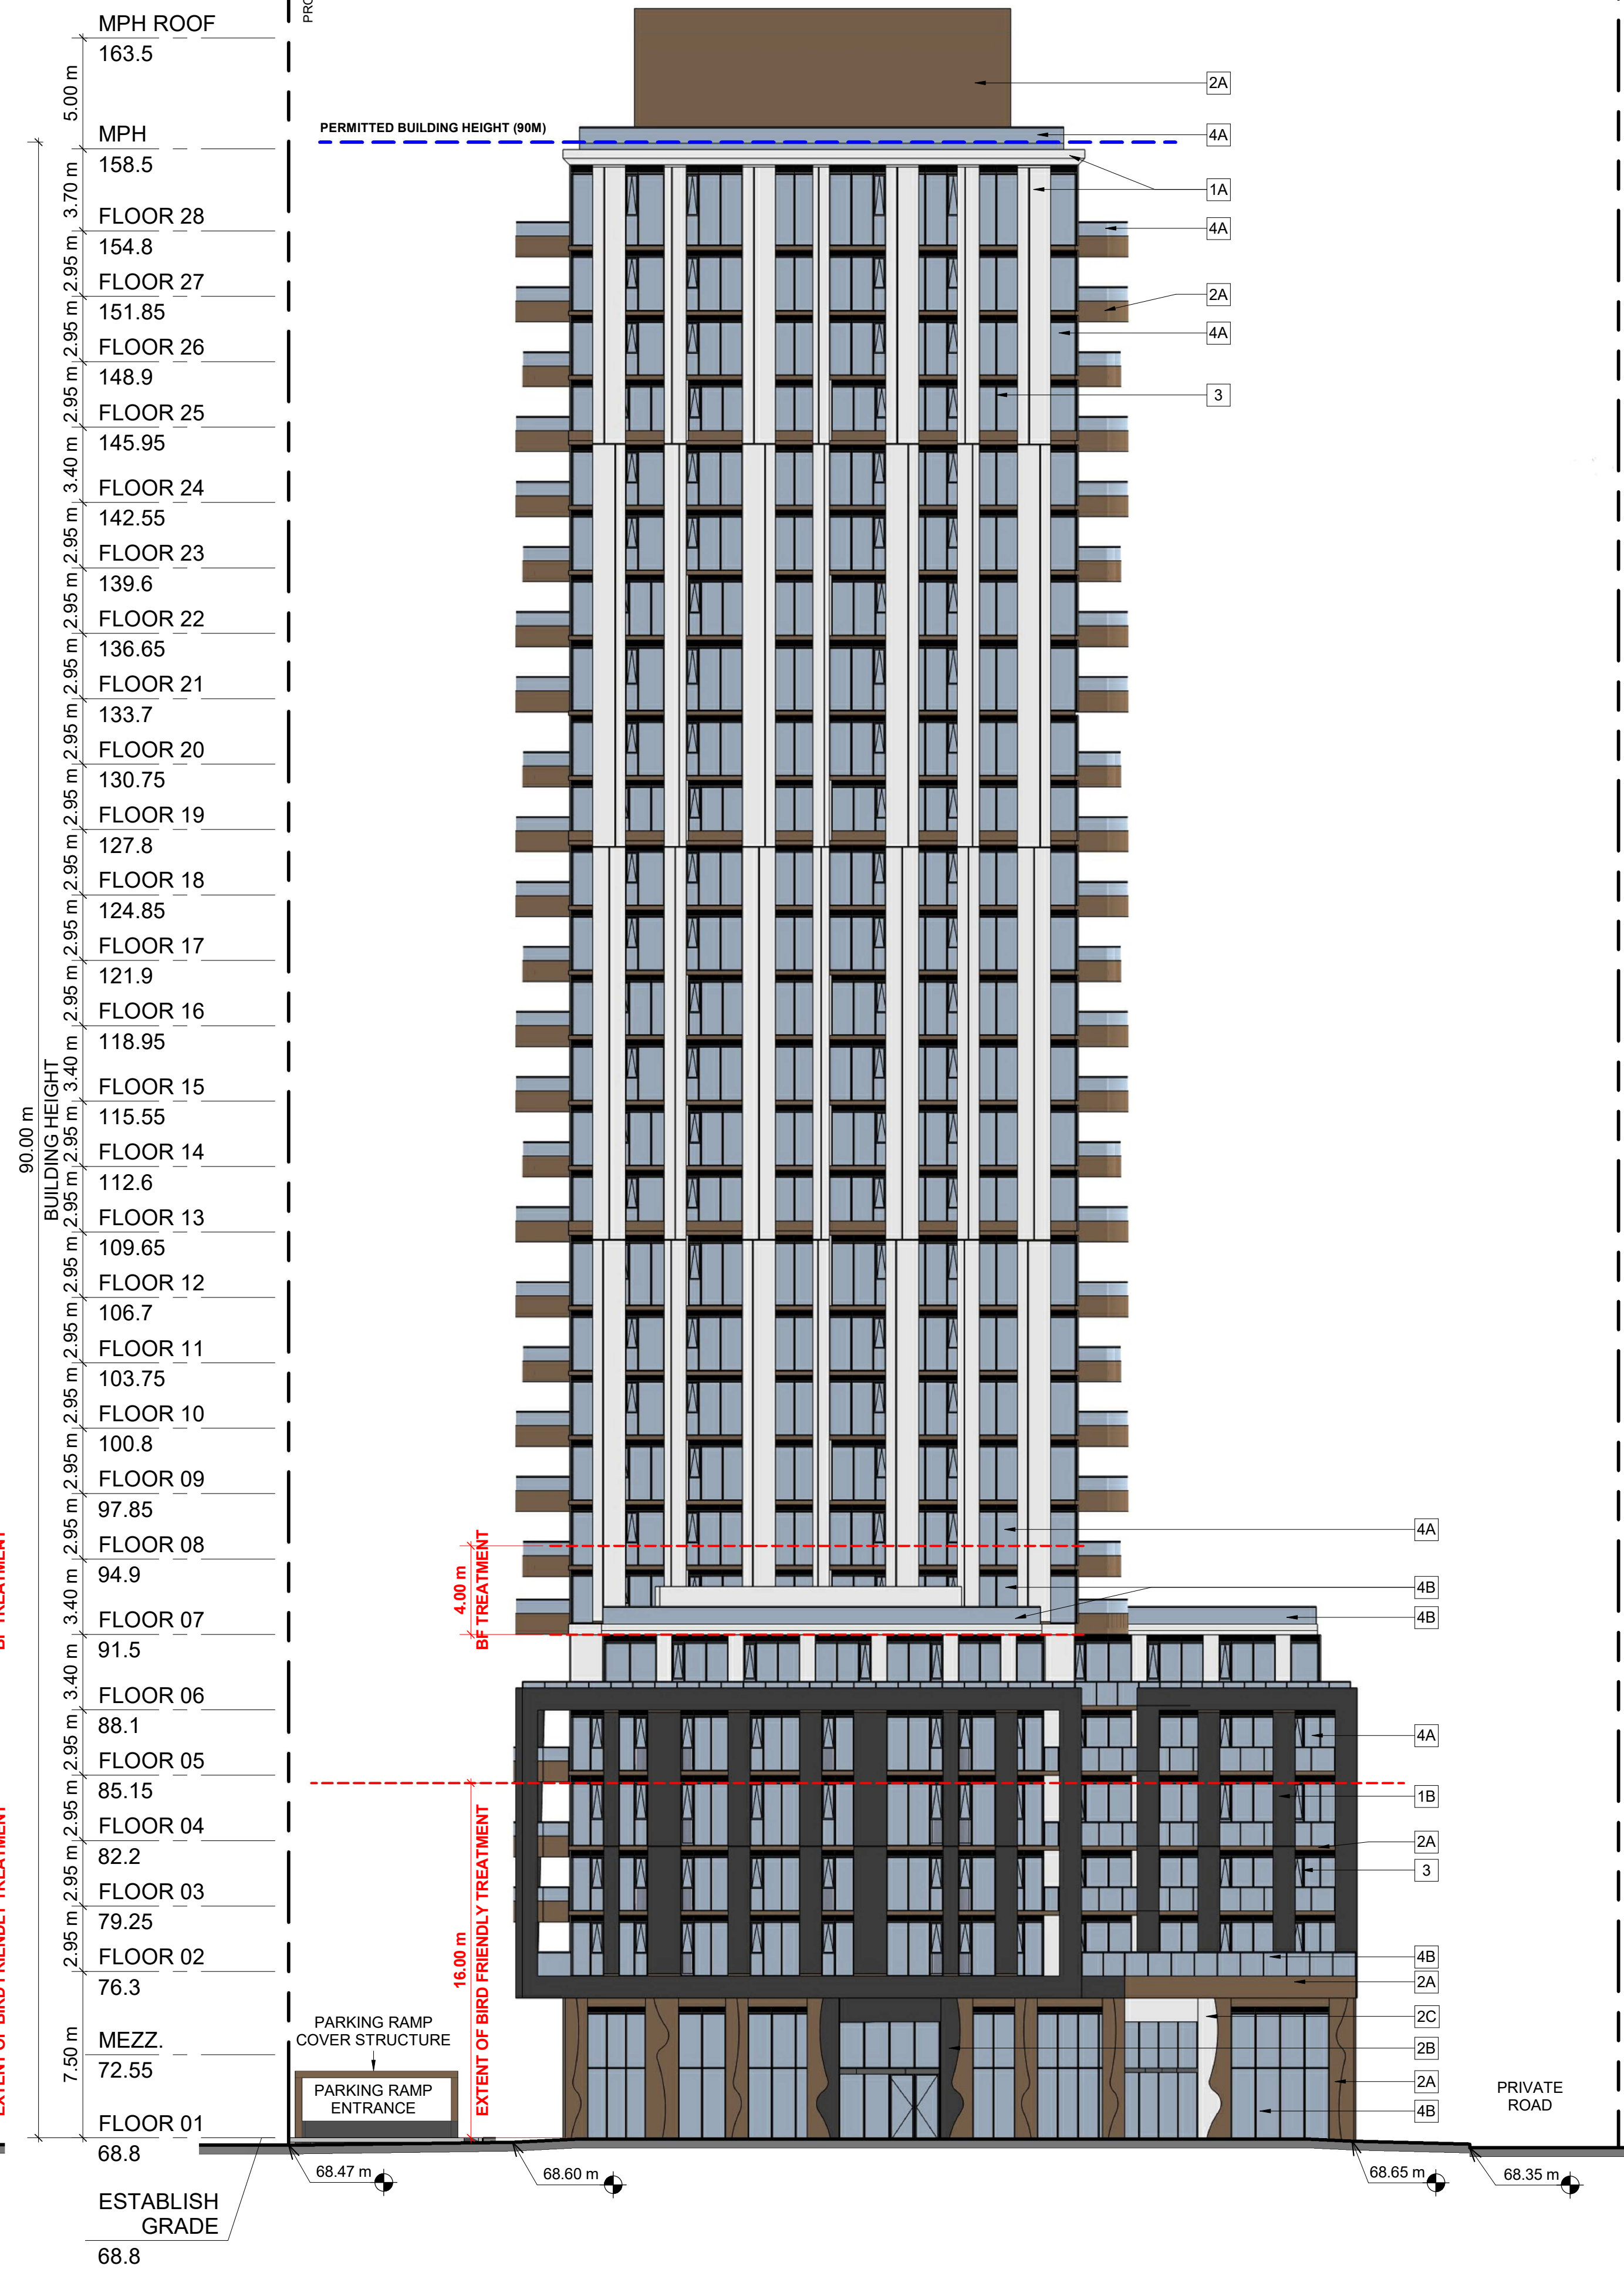 PRO
MPH ROOF
163.5
5.00 m
2A
MPH
158.5
PERMITTED BUILDING HEIGHT (90M)
4A
3.70 m
1A
FLOOR 28
154.8
4A
2.95 m
FLOOR 27
151.85
2A
2.95 m
4A
FLOOR 26
148.9
2.95 m
3
FLOOR 25
145.95
3.40 m
FLOOR 24
142.55
2.95 m
FLOOR 23
139.6
2.95 m
FLOOR 22
136.65
2.95 m
FLOOR 21
133.7
2.95 m
FLOOR 20
130.75
2.95 m
FLOOR 19
127.8
2.95 m
FLOOR 18
124.85
2.95 m
FLOOR 17
121.9
2.95 m
FLOOR 16
118.95
3.40 m
FLOOR 15
115.55
90.00 m
BUILDING HEIGHT
2.95 m
FLOOR 14
112.6
2.95 m
FLOOR 13
109.65
2.95 m
FLOOR 12
106.7
2.95 m
FLOOR 11
103.75
2.95 m
FLOOR 10
100.8
2.95 m
FLOOR 09
97.85
2.95 m
4A
FLOOR 08
94.9
BF TREATMENT
4.00 m
BF TREATMENT
4B
3.40 m
4B
FLOOR 07
91.5
3.40 m
FLOOR 06
88.1
4A
2.95 m
FLOOR 05
85.15
1B
2.95 m
FLOOR 04
82.2
2A
2.95 m
3
FLOOR 03
79.25
2.95 m
EXTENT OF BIRD FRIENDLY TREATMENT
16.00 m
EXTENT OF BIRD FRIENDLY TREATMENT
4B
FLOOR 02
76.3
2A
2C
7.50 m
PARKING RAMP
COVER STRUCTURE
2B
MEZZ.
72.55
2A
PARKING RAMP
ENTRANCE
4B
PRIVATE
ROAD
FLOOR 01
68.8
68.47 m
68.60 m
68.65 m
68.35 m
ESTABLISH
GRADE
68.8